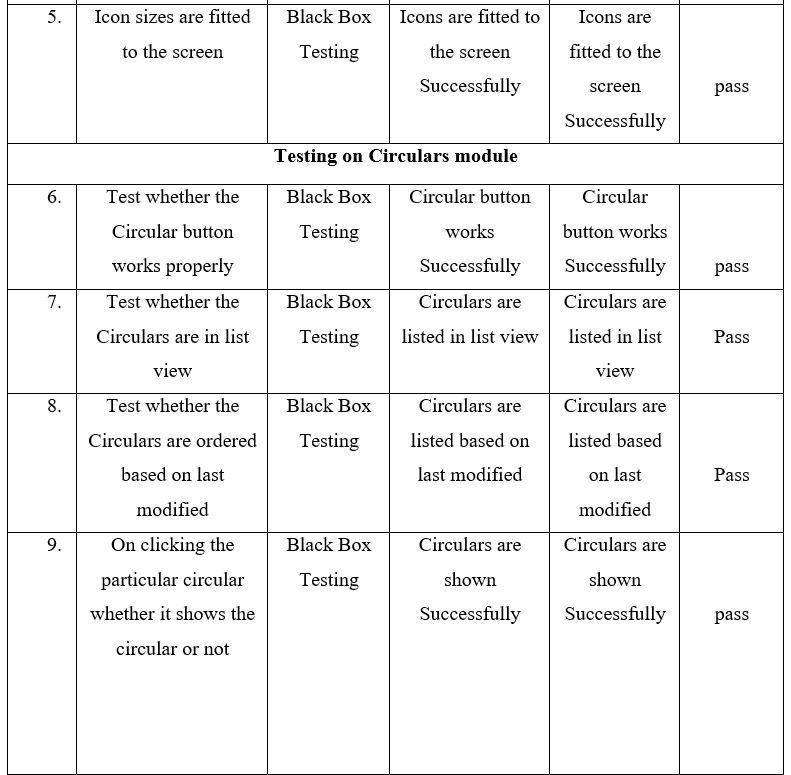 5. Icon sizes are fitted Black Box Icons are fitted to Icons are
to the screen Testing the screen fitted to the
Successfully screen pass
Successfully
Testing on Circulars module
6. Test whether the Black Box Circular button Circular
Circular button Testing works button works
works properly Successfully Successfully pass
7. Test whether the Black Box Circulars are Circulars are
Circulars are in list Testing listed in list view listed in list Pass
view view
8. Test whether the Black Box Circulars are Circulars are
Circulars are ordered Testing listed based on listed based
based on last last modified on last Pass
modified modified
9. On clicking the Black Box Circulars are Circulars are
particular circular Testing shown shown
whether it shows the Successfully Successfully pass
circular or not